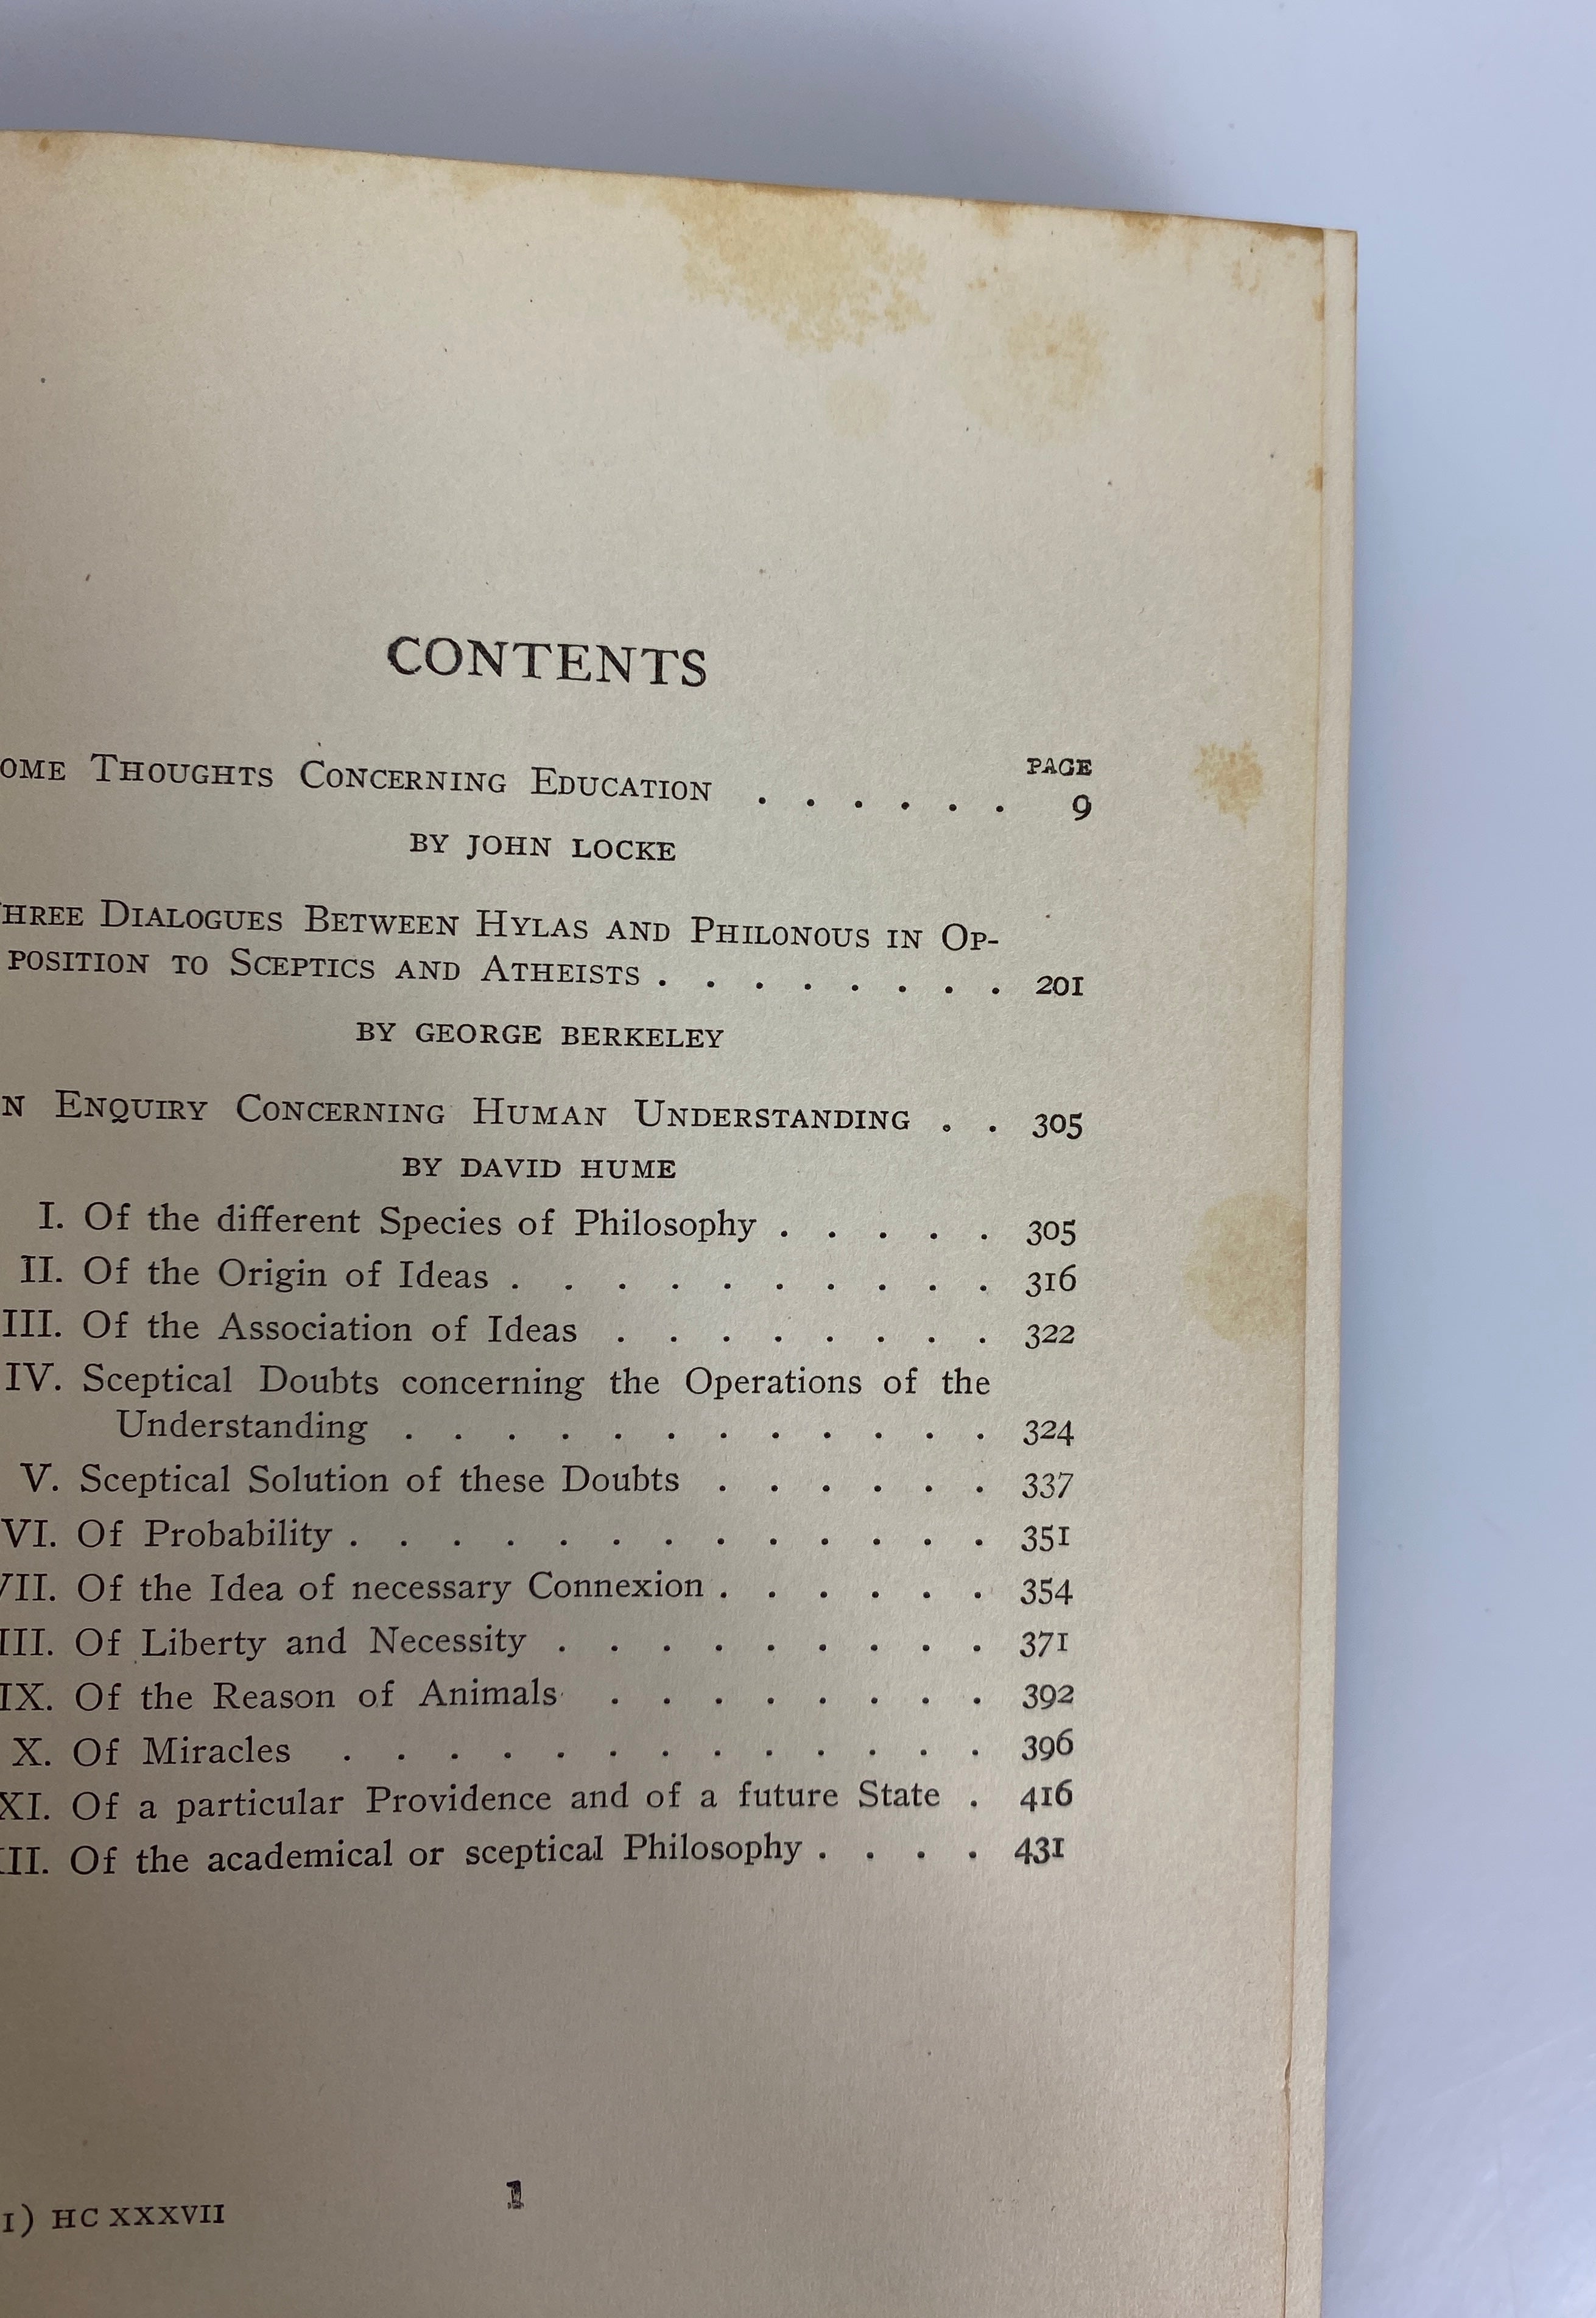 CONTENTS
PAGE
OME THOUGHTS CONCERNING EDUCATION . . . . . . 9
BY JOHN LOCKE
HREE DIALOGUES BETWEEN HYLAS AND PHILONOUS IN OP-
POSITION TO SCEPTICS AND ATHEISTS . . . . . . . . 201
BY GEORGE BERKELEY
N ENQUIRY CONCERNING HUMAN UNDERSTANDING . . 305
BY DAVID HUME
I. Of the different Species of Philosophy . . . . . 305
II. Of the Origin of Ideas . . . . . . . . . . 316
III. Of the Association of Ideas . . . . . . . . 322
IV. Sceptical Doubts concerning the Operations of the
Understanding . . . . . . . . . . . . 324
V. Sceptical Solution of these Doubts . . . . . . 337
VI. Of Probability . . . . . . . . . . . . . 351
VII. Of the Idea of necessary Connexion . . . . . . 354
III. Of Liberty and Necessity . . . . . . . . . 371
IX. Of the Reason of Animals . . . . . . . . 392
X. Of Miracles . . . . . . . . . . . . . 396
XI. Of a particular Providence and of a future State . 416
III. Of the academical or sceptical Philosophy . . . . 431
1
1) HC XXXVII